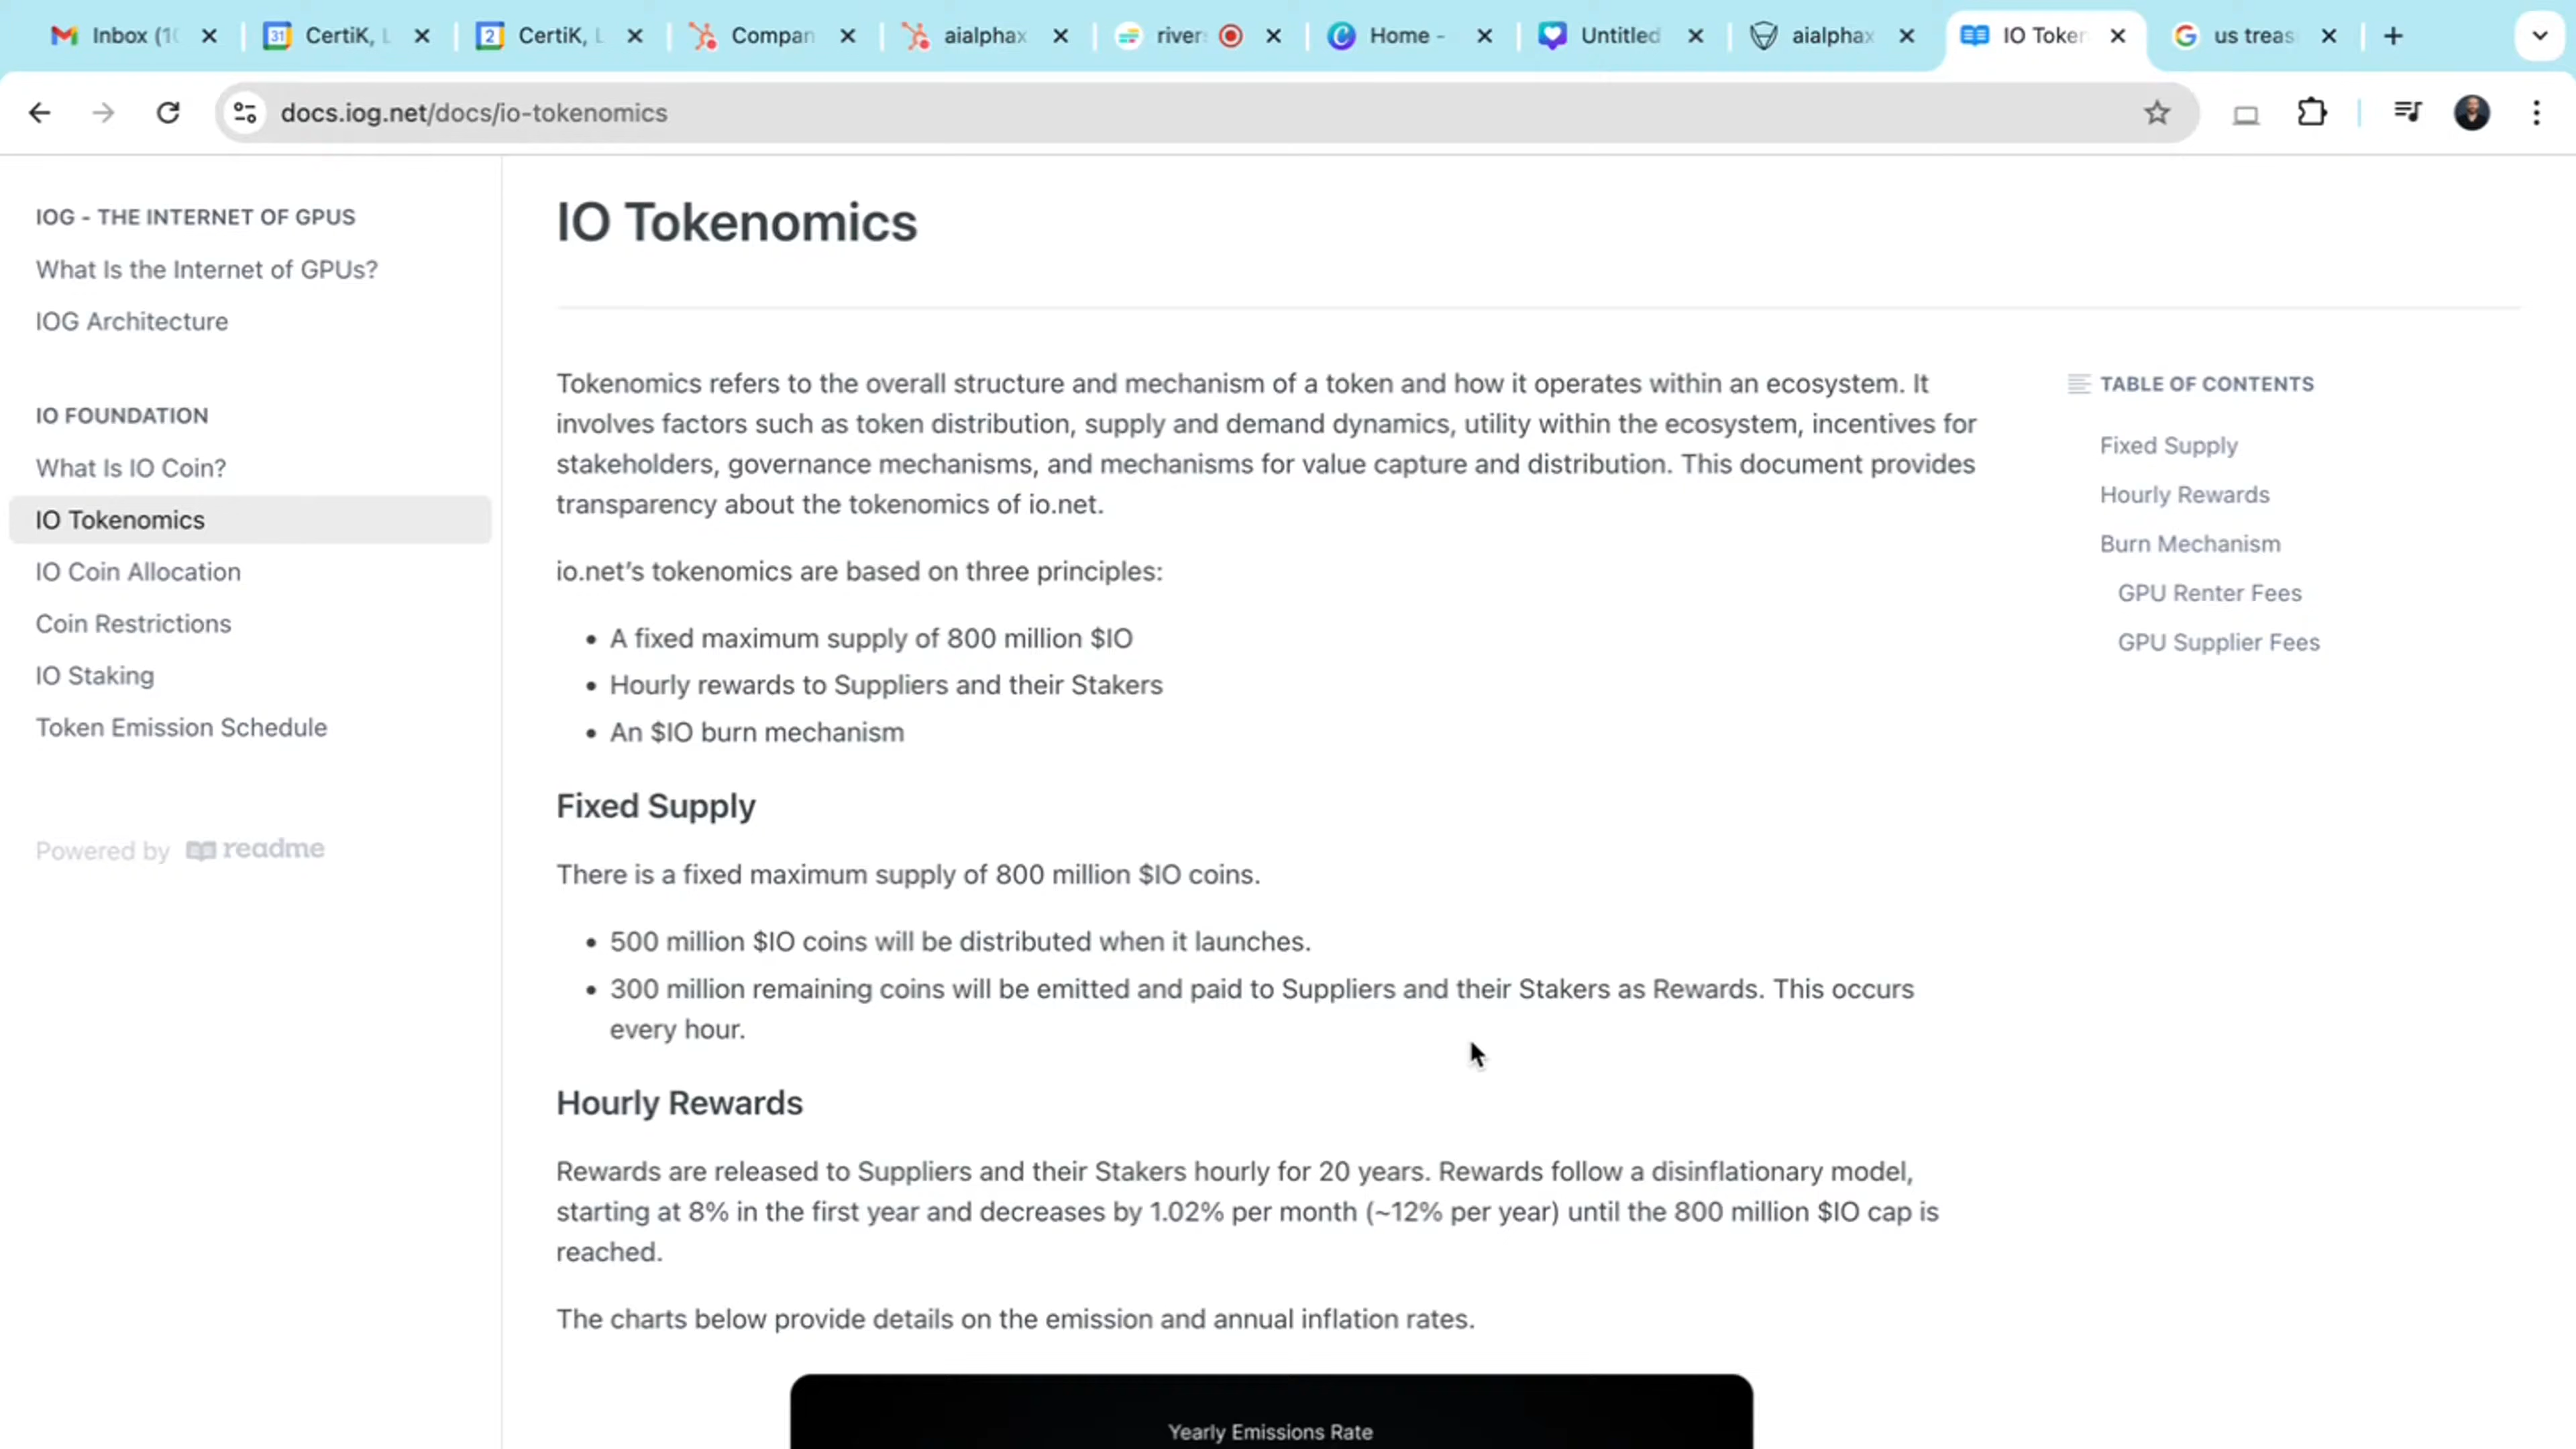 Inbox (10
CertiK, L
CertiK, L
Compan
aialphax
river
Home -
Untitled
aialphax
IO Token
us treas
docs.iog.net/docs/io-tokenomics
IOG - THE INTERNET OF GPUS
What Is the Internet of GPUs?
IOG Architecture
IO FOUNDATION
What Is IO Coin?
IO Tokenomics
IO Coin Allocation
Coin Restrictions
IO Staking
Token Emission Schedule
Powered by readme
IO Tokenomics
Tokenomics refers to the overall structure and mechanism of a token and how it operates within an ecosystem. It
involves factors such as token distribution, supply and demand dynamics, utility within the ecosystem, incentives for
stakeholders, governance mechanisms, and mechanisms for value capture and distribution. This document provides
transparency about the tokenomics of io.net.
io.net’s tokenomics are based on three principles:
• A fixed maximum supply of 800 million $IO
• Hourly rewards to Suppliers and their Stakers
• An $IO burn mechanism
Fixed Supply
There is a fixed maximum supply of 800 million $IO coins.
• 500 million $IO coins will be distributed when it launches.
• 300 million remaining coins will be emitted and paid to Suppliers and their Stakers as Rewards. This occurs
every hour.
Hourly Rewards
Rewards are released to Suppliers and their Stakers hourly for 20 years. Rewards follow a disinflationary model,
starting at 8% in the first year and decreases by 1.02% per month (~12% per year) until the 800 million $IO cap is
reached.
The charts below provide details on the emission and annual inflation rates.
Yearly Emissions Rate
TABLE OF CONTENTS
Fixed Supply
Hourly Rewards
Burn Mechanism
GPU Renter Fees
GPU Supplier Fees